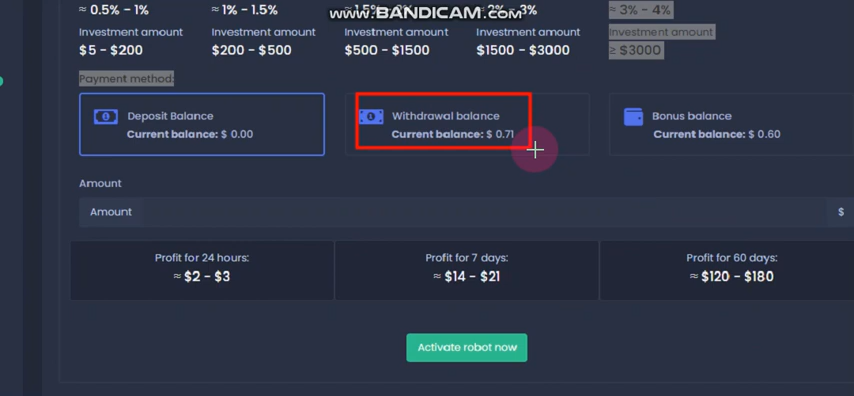 ≈ 0.5% - 1%
≈ 1% - 1.5%
www.BANDICAM.com
≈ 3% - 4%
Investment amount
Investment amount
Investment amount
Investment amount
Investment amount
$5 - $200
$200 - $500
$500 - $1500
$1500 - $3000
≥ $3000
Payment method:
Deposit Balance
Current balance: $ 0.00
Withdrawal balance
Current balance: $ 0.71
Bonus balance
Current balance: $ 0.60
Amount
Amount
$
Profit for 24 hours:
≈ $2 - $3
Profit for 7 days:
≈ $14 - $21
Profit for 60 days:
≈ $120 - $180
Activate robot now